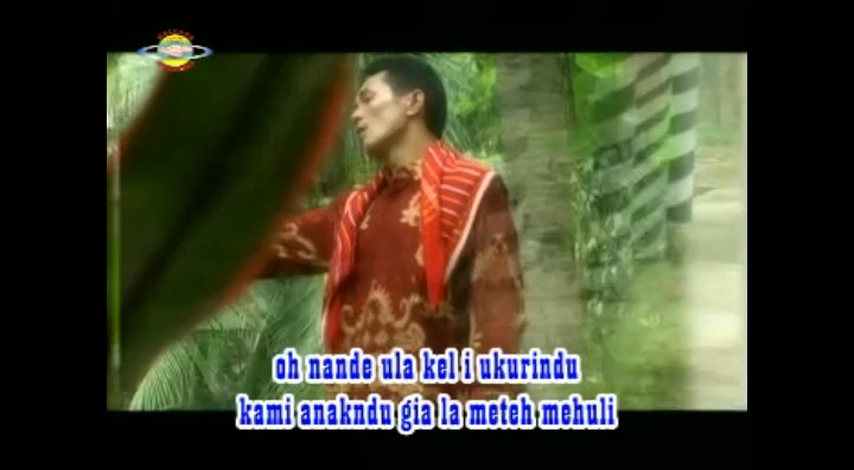 oh nande ula kel i ukurindu
kami anakndu gia la meteh mehuli